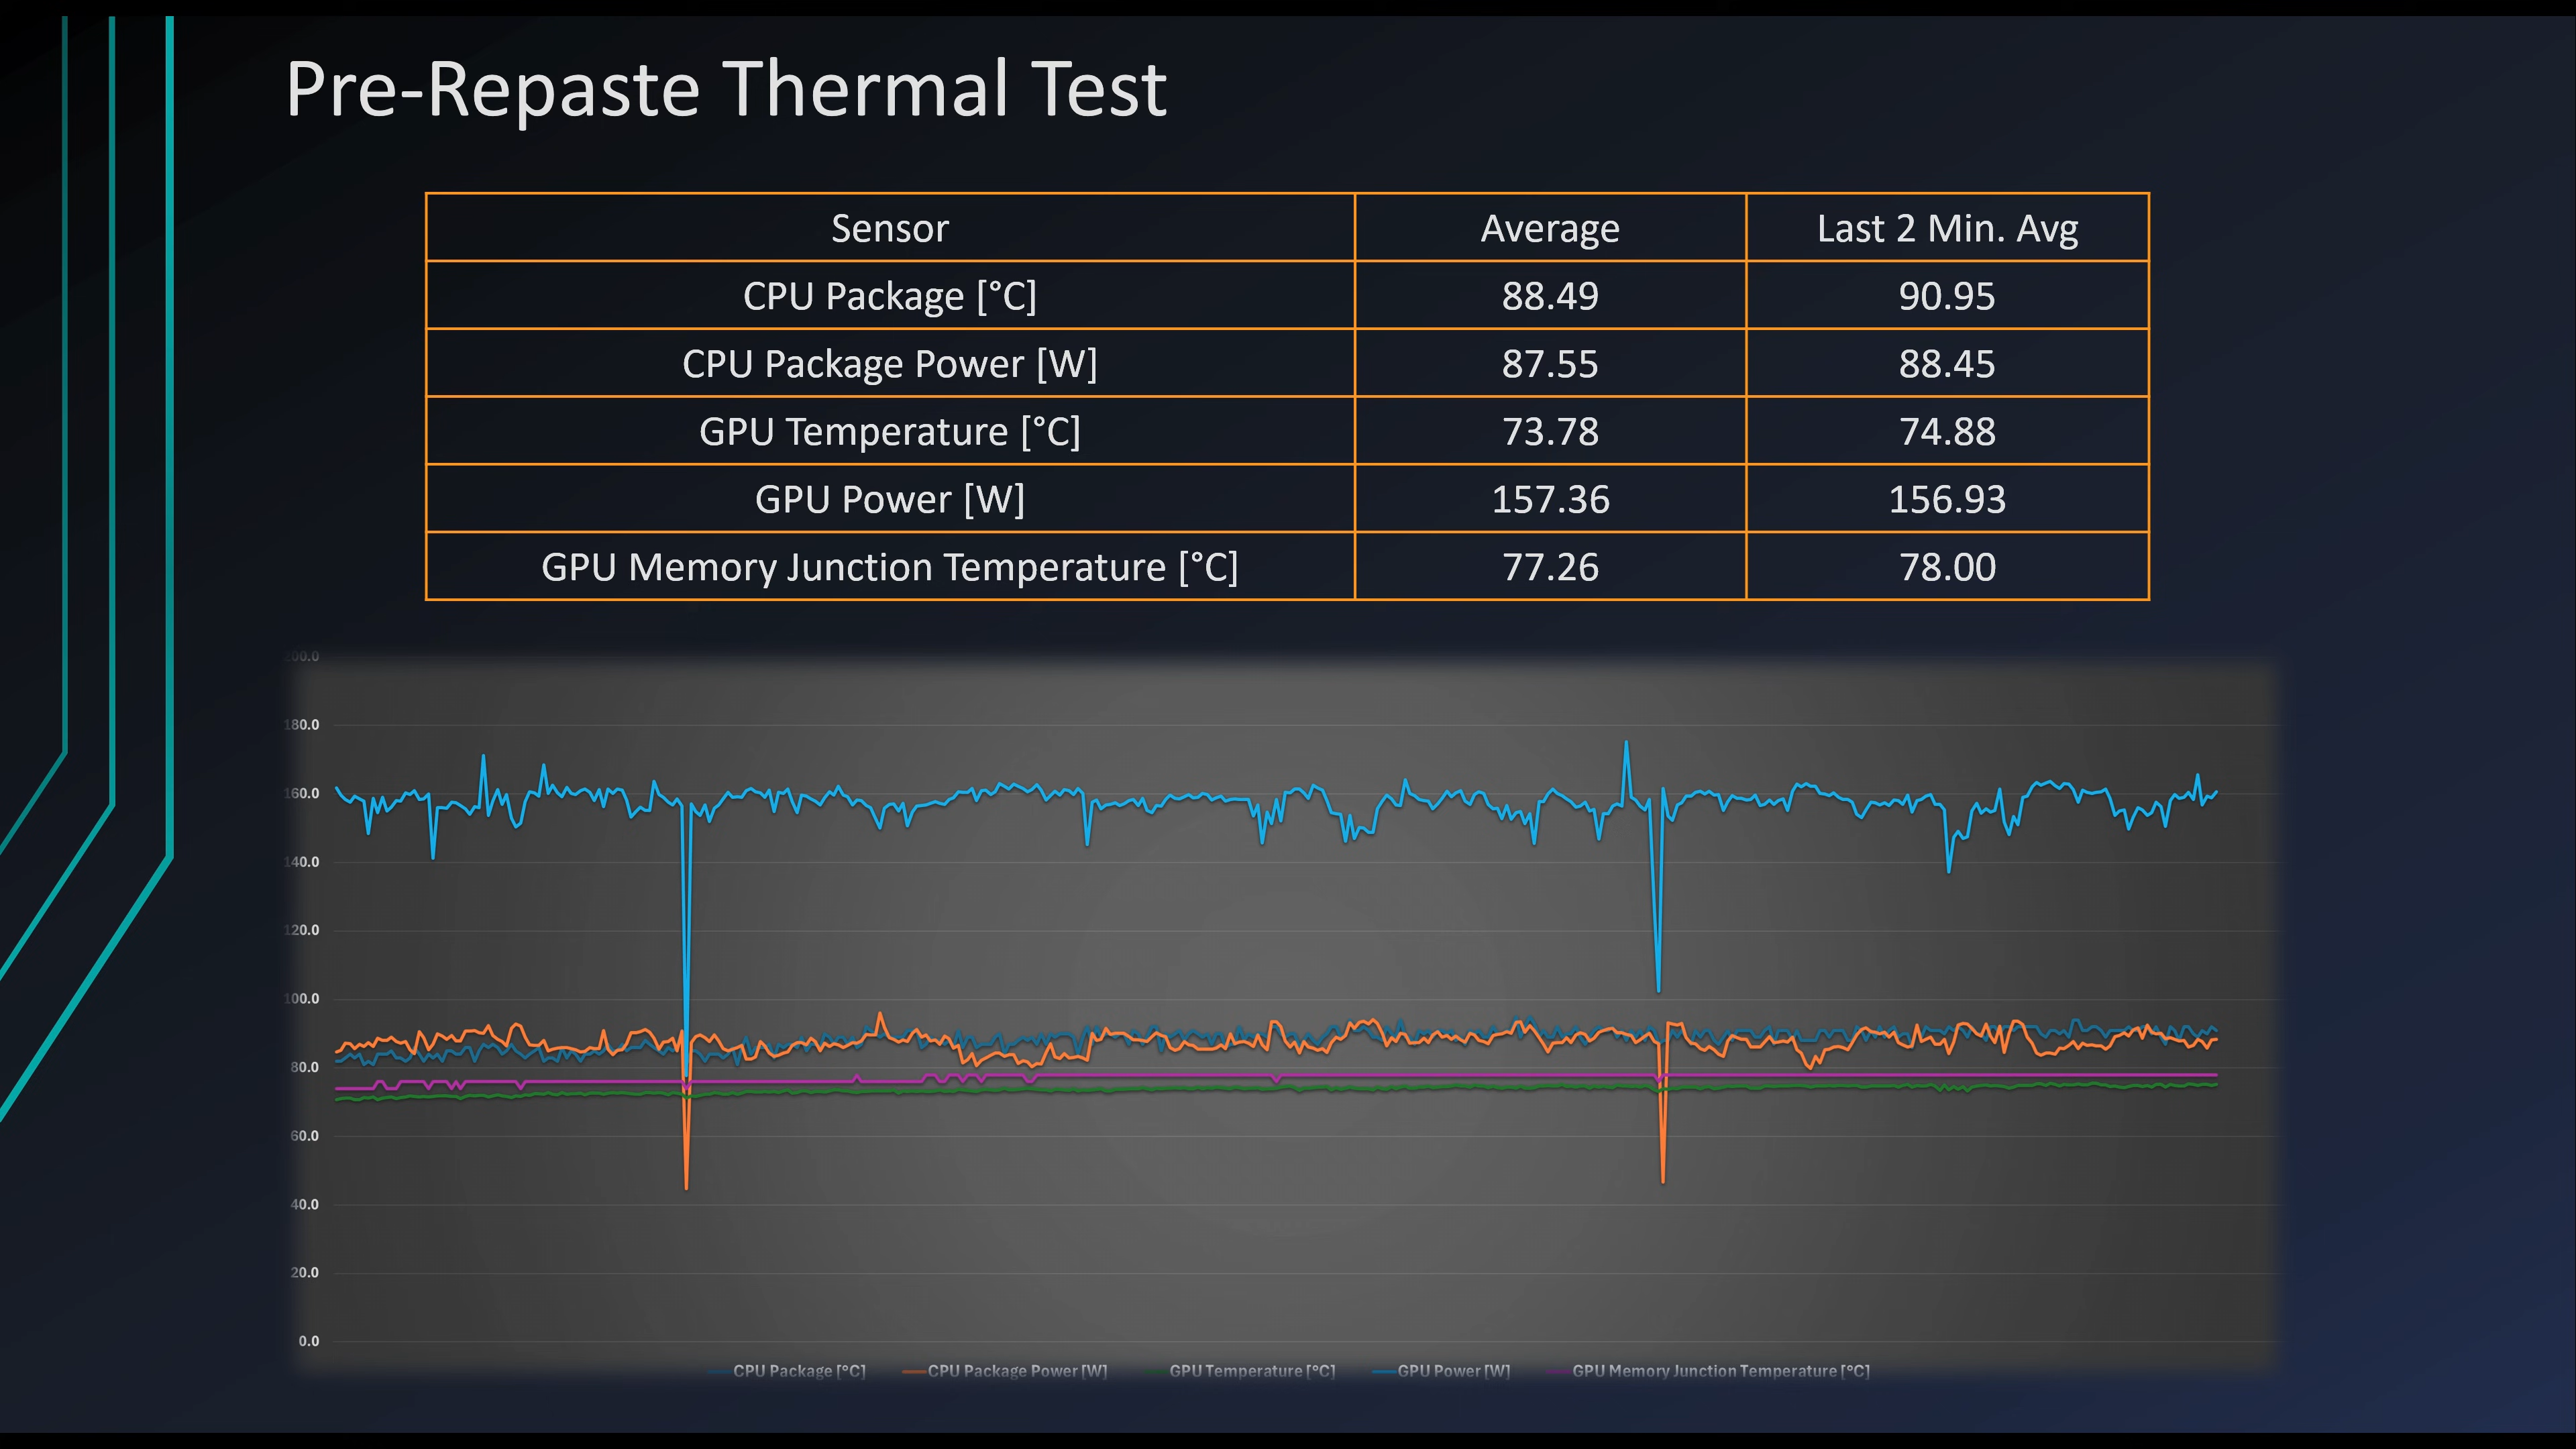 Pre-Repaste Thermal Test
Sensor Average Last 2 Min. Avg
CPU Package [°C] 88.49 90.95
CPU Package Power [W] 87.55 88.45
GPU Temperature [°C] 73.78 74.88
GPU Power [W] 157.36 156.93
GPU Memory Junction Temperature [°C] 77.26 78.00
200.0
180.0
160.0
140.0
120.0
100.0
80.0
60.0
40.0
20.0
0.0
CPU Package [°C] CPU Package Power [W] GPU Temperature [°C] GPU Power [W] GPU Memory Junction Temperature [°C]